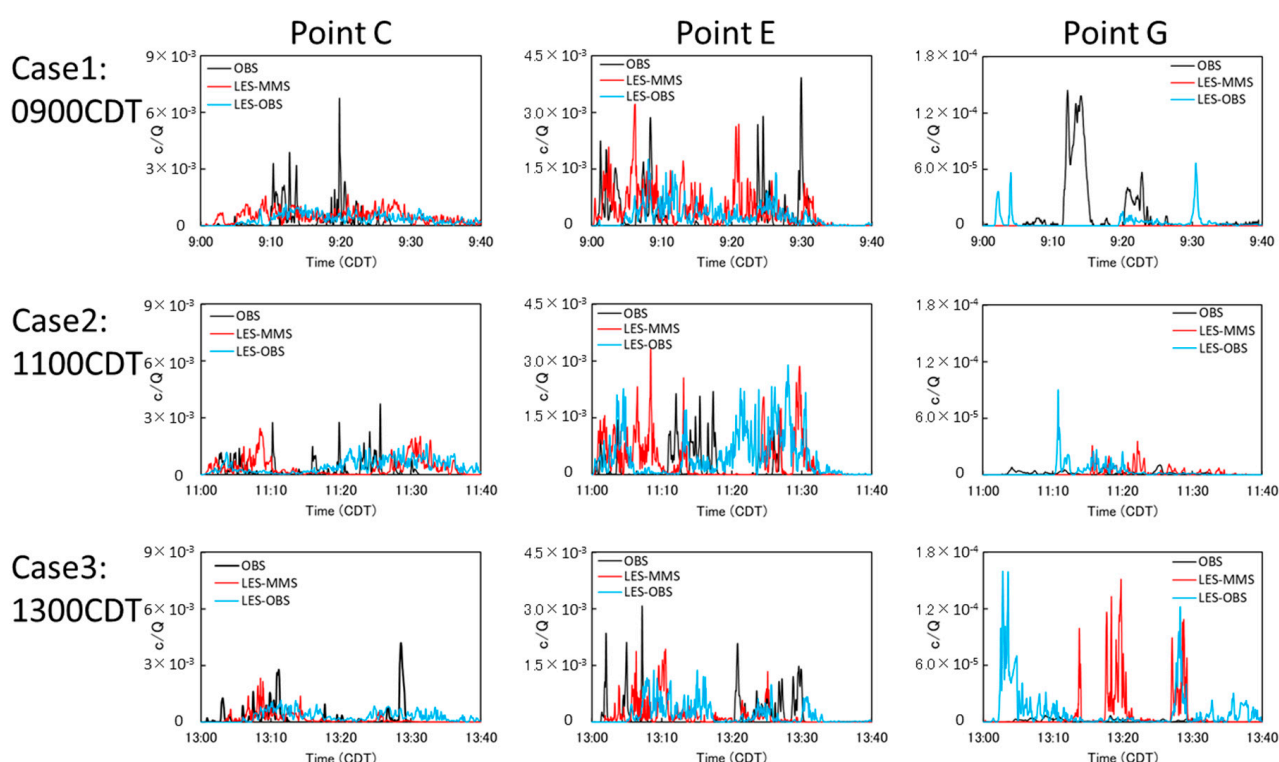 Point C
Point E
Point G
Case1:
0900CDT
9×10⁻³
6×10⁻³
3×10⁻³
0
c/Q
OBS
LES-MMS
LES-OBS
9:00
9:10
9:20
9:30
9:40
Time (CDT)
4.5×10⁻³
3.0×10⁻³
1.5×10⁻³
0
c/Q
OBS
LES-MMS
LES-OBS
9:00
9:10
9:20
9:30
9:40
Time (CDT)
1.8×10⁻⁴
1.2×10⁻⁴
6.0×10⁻⁵
0
c/Q
OBS
LES-MMS
LES-OBS
9:00
9:10
9:20
9:30
9:40
Time (CDT)
Case2:
1100CDT
9×10⁻³
6×10⁻³
3×10⁻³
0
c/Q
OBS
LES-MMS
LES-OBS
11:00
11:10
11:20
11:30
11:40
Time (CDT)
4.5×10⁻³
3.0×10⁻³
1.5×10⁻³
0
c/Q
OBS
LES-MMS
LES-OBS
11:00
11:10
11:20
11:30
11:40
Time (CDT)
1.8×10⁻⁴
1.2×10⁻⁴
6.0×10⁻⁵
0
c/Q
OBS
LES-MMS
LES-OBS
11:00
11:10
11:20
11:30
11:40
Time (CDT)
Case3:
1300CDT
9×10⁻³
6×10⁻³
3×10⁻³
0
c/Q
OBS
LES-MMS
LES-OBS
13:00
13:10
13:20
13:30
13:40
Time (CDT)
4.5×10⁻³
3.0×10⁻³
1.5×10⁻³
0
c/Q
OBS
LES-MMS
LES-OBS
13:00
13:10
13:20
13:30
13:40
Time (CDT)
1.8×10⁻⁴
1.2×10⁻⁴
6.0×10⁻⁵
0
c/Q
OBS
LES-MMS
LES-OBS
13:00
13:10
13:20
13:30
13:40
Time (CDT)